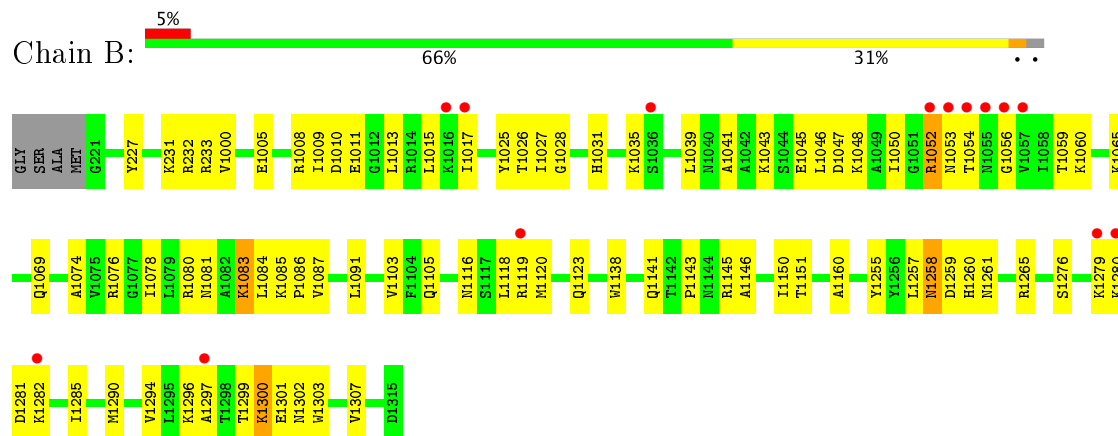 5%
Chain B:
66% 31% • •
GLY SER ALA MET G221 Y227 K231 R232 R233 V1000 E1005 R1008 I1009 D1010 E1011 G1012 L1013 R1014 L1015 K1016 I1017 Y1025 T1026 I1027 G1028 H1031 K1035 S1036 L1039 N1040 A1041 A1042 K1043 S1044 E1045 L1046 D1047 K1048 A1049 I1050 G1051 R1052 N1053 T1054 N1055 G1056 V1057 I1058 T1059 K1060 K1065
Q1069 A1074 V1075 R1076 G1077 I1078 L1079 R1080 N1081 A1082 K1083 L1084 K1085 P1086 V1087 L1091 V1103 F1104 Q1105 N1116 S1117 L1118 R1119 M1120 Q1123 W1138 Q1141 T1142 P1143 N1144 R1145 A1146 I1150 T1151 A1160 Y1255 Y1256 L1257 N1258 D1259 H1260 N1261 R1265 S1276 K1279 K1280
D1281 K1282 I1285 M1290 V1294 L1295 K1296 A1297 T1298 T1299 K1300 E1301 N1302 W1303 V1307 D1315